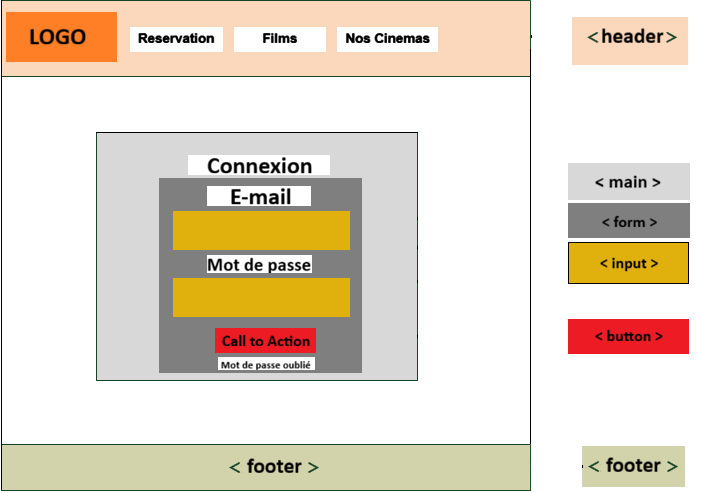 LOGO
Reservation
Films
Nos Cinemas
<header>
Connexion
E-mail
Mot de passe
Call to Action
Mot de passe oublié
< main >
< form >
< input >
< button >
< footer >
< footer >